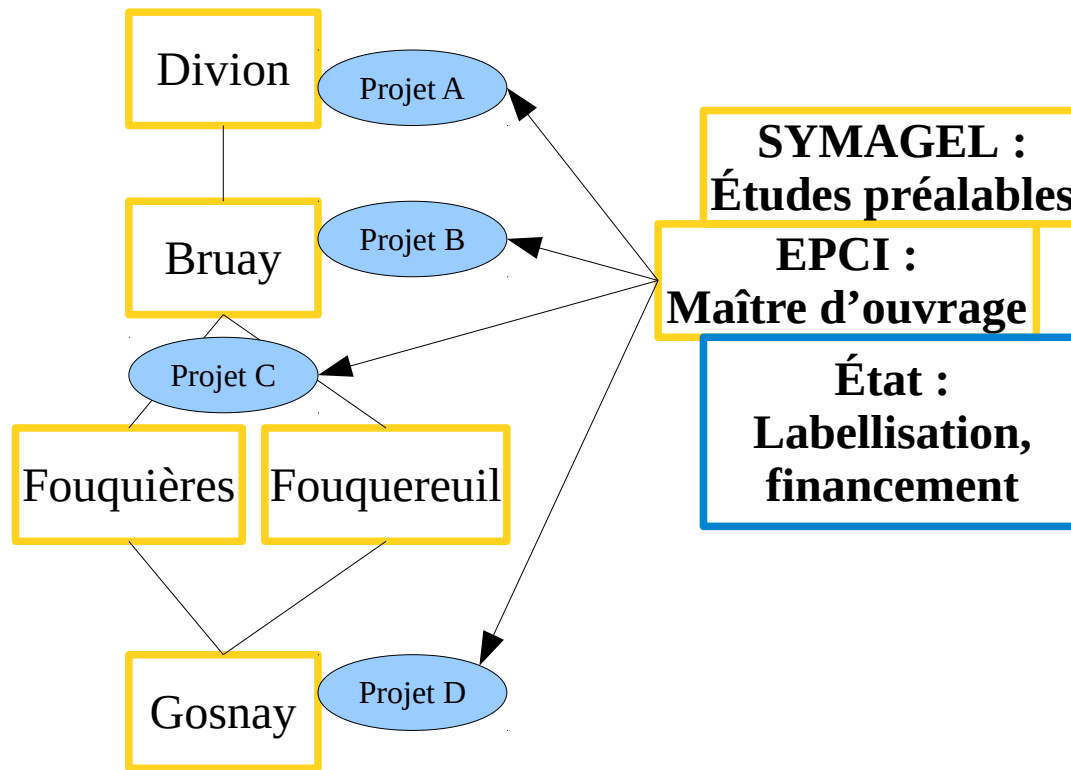 Divion
Projet A
SYMAGEL :
Études préalables
Bruay
Projet B
EPCI :
Maître d’ouvrage
Projet C
État :
Labellisation,
financement
Fouquières
Fouquereuil
Gosnay
Projet D